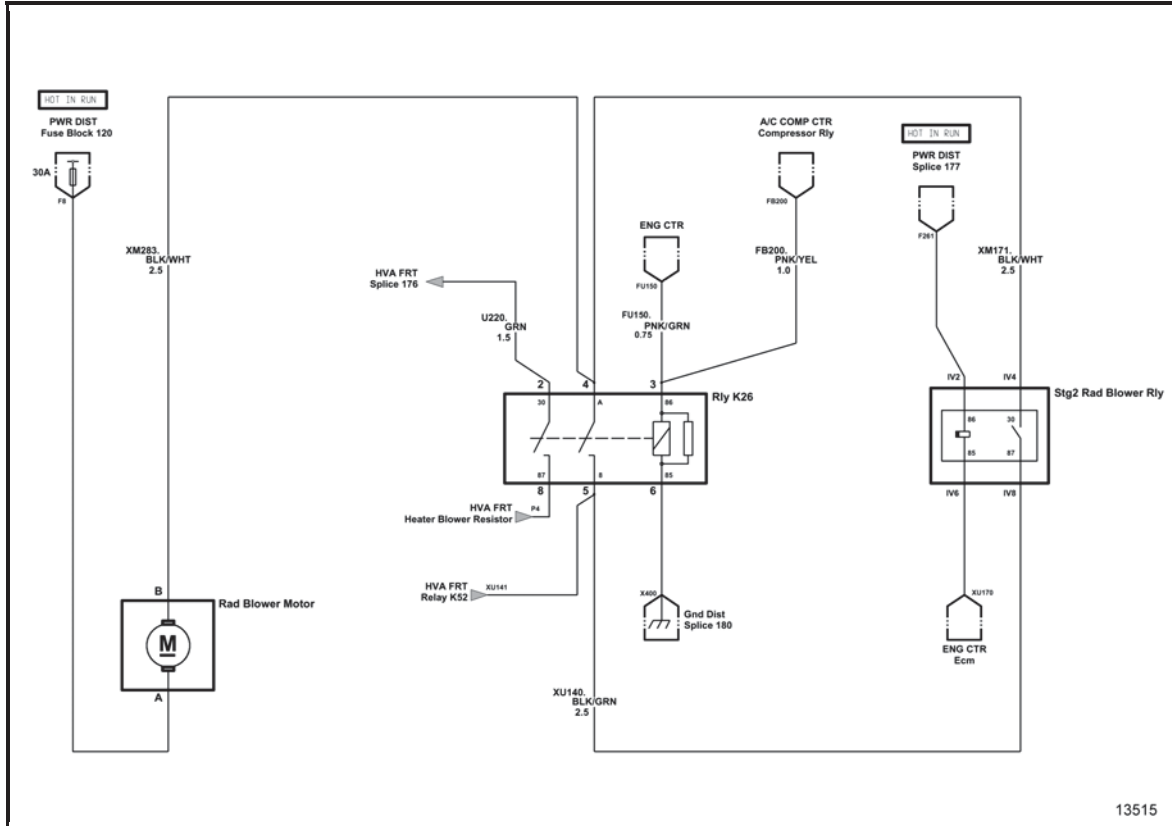 HOT IN RUN
PWR DIST
Fuse Block 120
30A
F8
XM283.
BLK/WHT
2.5
HVA FRT
Splice 176
U220.
GRN
1.5
ENG CTR
FU150
FU150.
PNK/GRN
0.75
A/C COMP CTR
Compressor Rly
FB200
FB200.
PNK/YEL
1.0
HOT IN RUN
PWR DIST
Splice 177
F261
XM171.
BLK/WHT
2.5
2
4
3
Rly K26
30
A
86
87
8
85
8
5
6
IV2
IV4
Stg2 Rad Blower Rly
86
30
85
87
IV6
IV8
HVA FRT
Heater Blower Resistor
P4
HVA FRT
Relay K52
XU141
X400
Gnd Dist
Splice 180
XU170
ENG CTR
Ecm
B
Rad Blower Motor
M
A
XU140.
BLK/GRN
2.5
13515